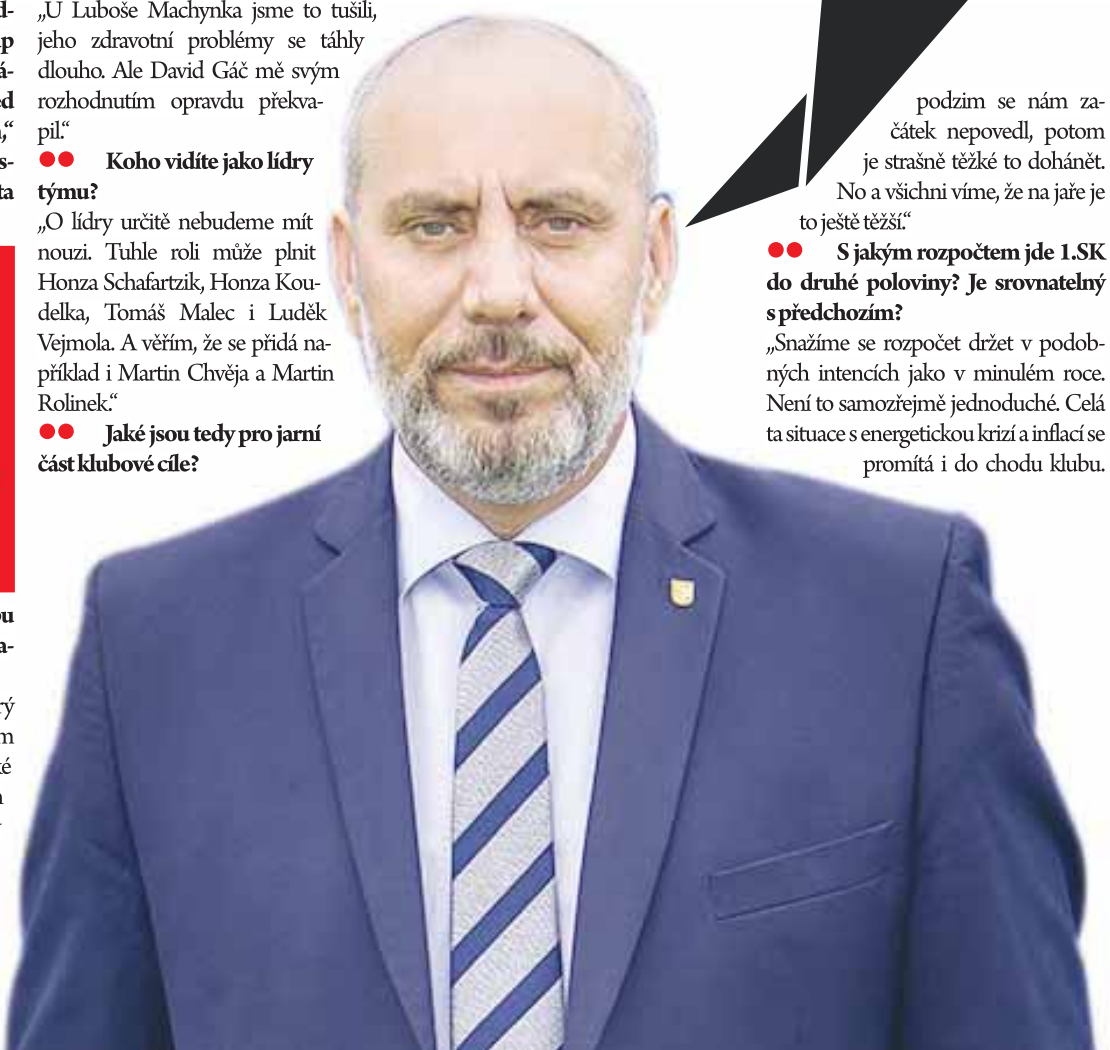 „U Luboše Machynka jsme to tušili,
jeho zdravotní problémy se táhly
dlouho. Ale David Gáč mě svým
rozhodnutím opravdu překva-
pil.“
Koho vidíte jako lídry
týmu?
„O lídry určitě nebudeme mít
nouzi. Tuhle roli může plnit
Honza Schafartzik, Honza Kou-
delka, Tomáš Malec i Luděk
Vejmola. A věřím, že se přidá na-
příklad i Martin Chvěja a Martin
Rolinek.“
Jaké jsou tedy pro jarní
část klubové cíle?
podzim se nám za-
čátek nepovedl, potom
je strašně těžké to dohánět.
No a všichni víme, že na jaře je
to ještě těžší.“
S jakým rozpočtem jde 1.SK
do druhé poloviny? Je srovnatelný
s předchozím?
„Snažíme se rozpočet držet v podob-
ných intencích jako v minulém roce.
Není to samozřejmě jednoduché. Celá
ta situace s energetickou krizí a inflací se
promítá i do chodu klubu.